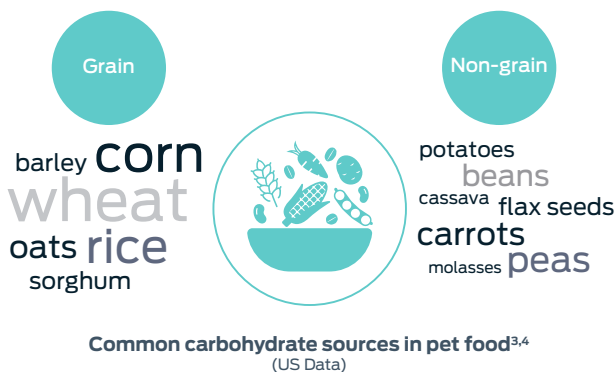 Grain
Non-grain
barley corn
wheat
oats rice
sorghum
potatoes
beans
cassava flax seeds
carrots
molasses peas
Common carbohydrate sources in pet food3,4
(US Data)